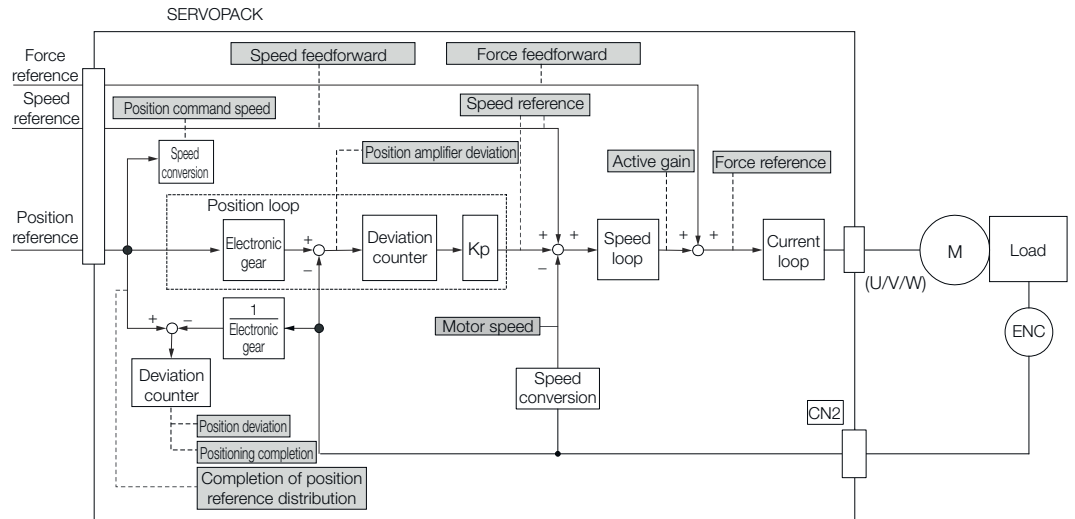 SERVOPACK
Force
reference
Speed feedforward
Force feedforward
Speed
reference
Position command speed
Speed reference
Speed
conversion
Position amplifier deviation
Active gain
Force reference
Position
reference
Position loop
Electronic
gear
+
−
Deviation
counter
Kp
+
+
−
+
Speed
loop
+
+
Current
loop
(U/V/W)
M
Load
+
−
1
Electronic
gear
Motor speed
ENC
Deviation
counter
Speed
conversion
CN2
Position deviation
Positioning completion
Completion of position
reference distribution